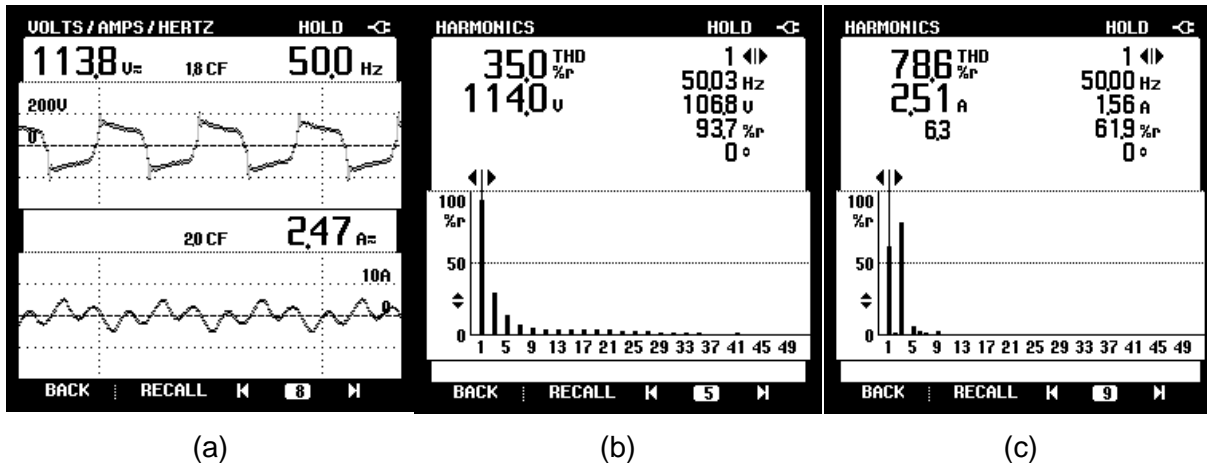 VOLTS / AMPS / HERTZ HOLD
113.8 V≂ 1.8 CF 50.0 Hz
200V
0
2.0 CF 2.47 A≂
10A
0
BACK RECALL 8
(a)
HARMONICS HOLD
35.0 THD %r 1
50.03 Hz
114.0 V 106.8 V
93.7 %r
0 °
100
%r
50
0
1 5 9 13 17 21 25 29 33 37 41 45 49
BACK RECALL 5
(b)
HARMONICS HOLD
78.6 THD %r 1
50.00 Hz
2.51 A 1.56 A
6.3 61.9 %r
0 °
100
%r
50
0
1 5 9 13 17 21 25 29 33 37 41 45 49
BACK RECALL 9
(c)